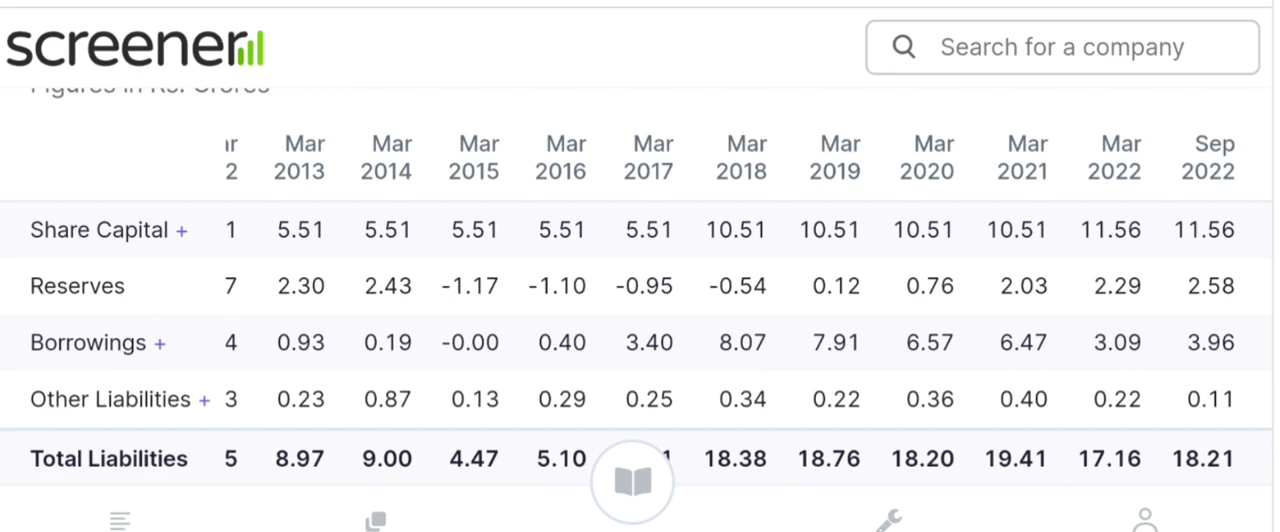 screener
Search for a company
Figures in Rs. Crores
ar Mar Mar Mar Mar Mar Mar Mar Mar Mar Mar Sep
2 2013 2014 2015 2016 2017 2018 2019 2020 2021 2022 2022
Share Capital + 1 5.51 5.51 5.51 5.51 5.51 10.51 10.51 10.51 10.51 11.56 11.56
Reserves 7 2.30 2.43 -1.17 -1.10 -0.95 -0.54 0.12 0.76 2.03 2.29 2.58
Borrowings + 4 0.93 0.19 -0.00 0.40 3.40 8.07 7.91 6.57 6.47 3.09 3.96
Other Liabilities + 3 0.23 0.87 0.13 0.29 0.25 0.34 0.22 0.36 0.40 0.22 0.11
Total Liabilities 5 8.97 9.00 4.47 5.10 1 18.38 18.76 18.20 19.41 17.16 18.21